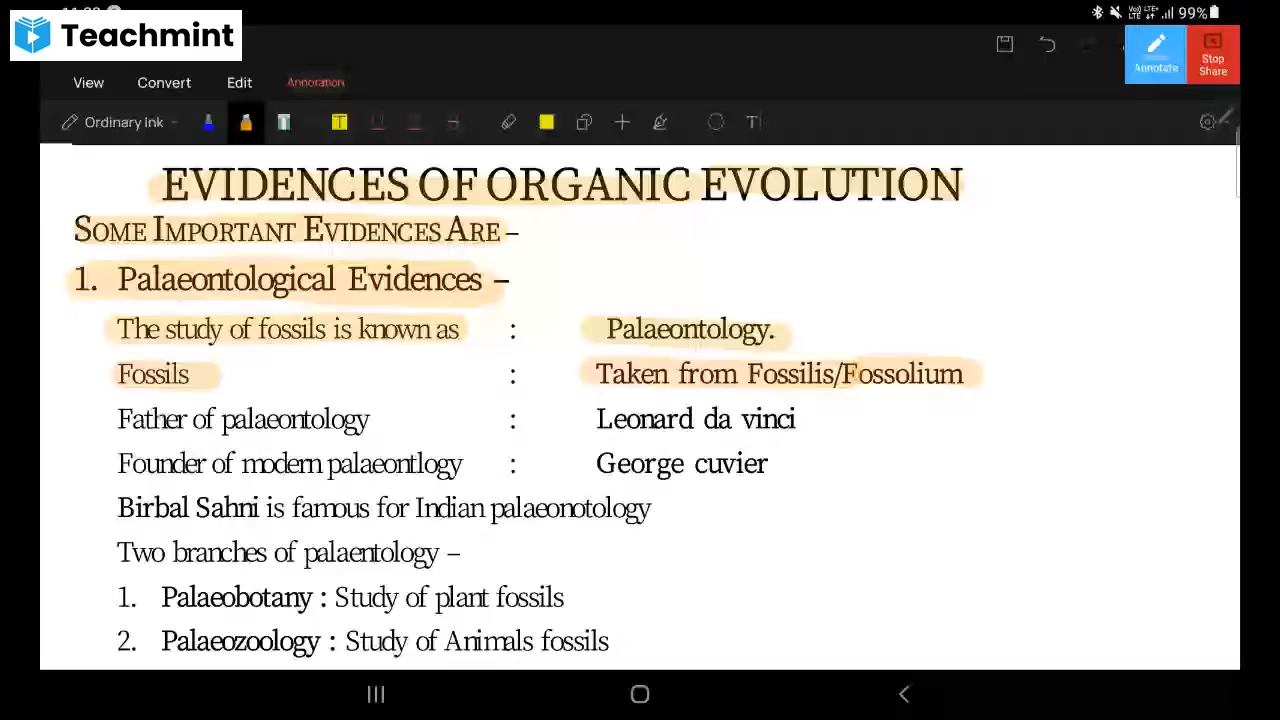 Teachmint
99%
View Convert Edit Annotation
Annotate
Stop Share
Ordinary Ink
EVIDENCES OF ORGANIC EVOLUTION
SOME IMPORTANT EVIDENCES ARE –
1. Palaeontological Evidences –
The study of fossils is known as : Palaeontology.
Fossils : Taken from Fossilis/Fossolium
Father of palaeontology : Leonard da vinci
Founder of modern palaeontlogy : George cuvier
Birbal Sahni is famous for Indian palaeonotology
Two branches of palaentology –
1. Palaeobotany : Study of plant fossils
2. Palaeozoology : Study of Animals fossils